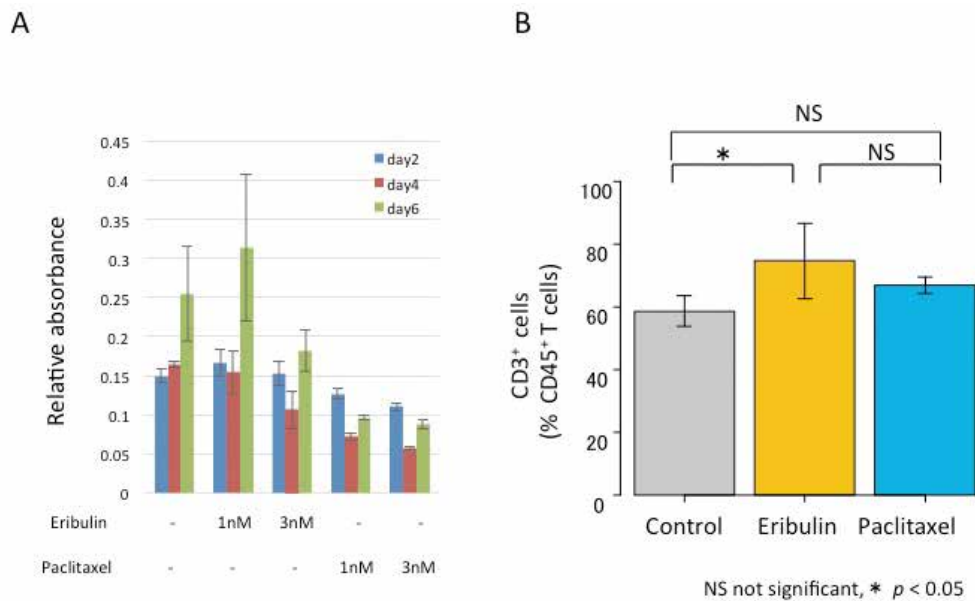 A
0.45
0.4
0.35
0.3
0.25
0.2
0.15
0.1
0.05
0
Relative absorbance
day2
day4
day6
Eribulin - 1nM 3nM - -
Paclitaxel - - - 1nM 3nM
B
NS
* NS
100
80
60
40
20
0
CD3⁺ cells
(% CD45⁺ T cells)
Control Eribulin Paclitaxel
NS not significant, * p < 0.05